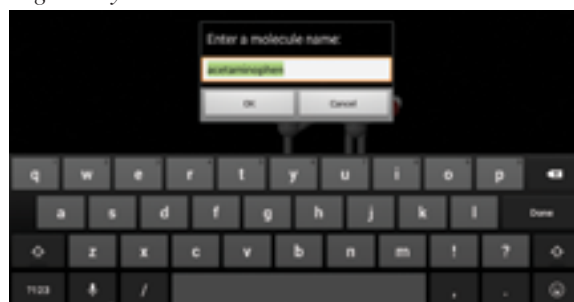 Enter a molecule name:
acetaminophen
OK Cancel
q w e r t y u i o p
a s d f g h j k l Done
z x c v b n m ! ?
?123 / , .